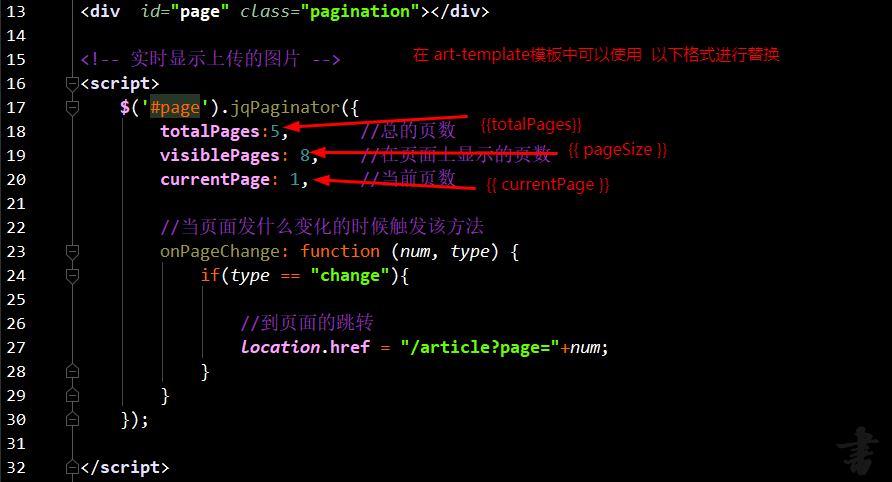 13 <div  id="page" class="pagination"></div>
14
15 <!-- 实时显示上传的图片 -->
在 art-template模板中可以使用  以下格式进行替换
16 <script>
17 $('#page').jqPaginator({
18 totalPages:5, //总的页数 {{totalPages}}
19 visiblePages: 8, //在页面上显示的页数 {{ pageSize }}
20 currentPage: 1, //当前页数 {{ currentPage }}
21
22 //当页面发什么变化的时候触发该方法
23 onPageChange: function (num, type) {
24 if(type == "change"){
25
26 //到页面的跳转
27 location.href = "/article?page="+num;
28 }
29 }
30 });
31
32 </script>
書